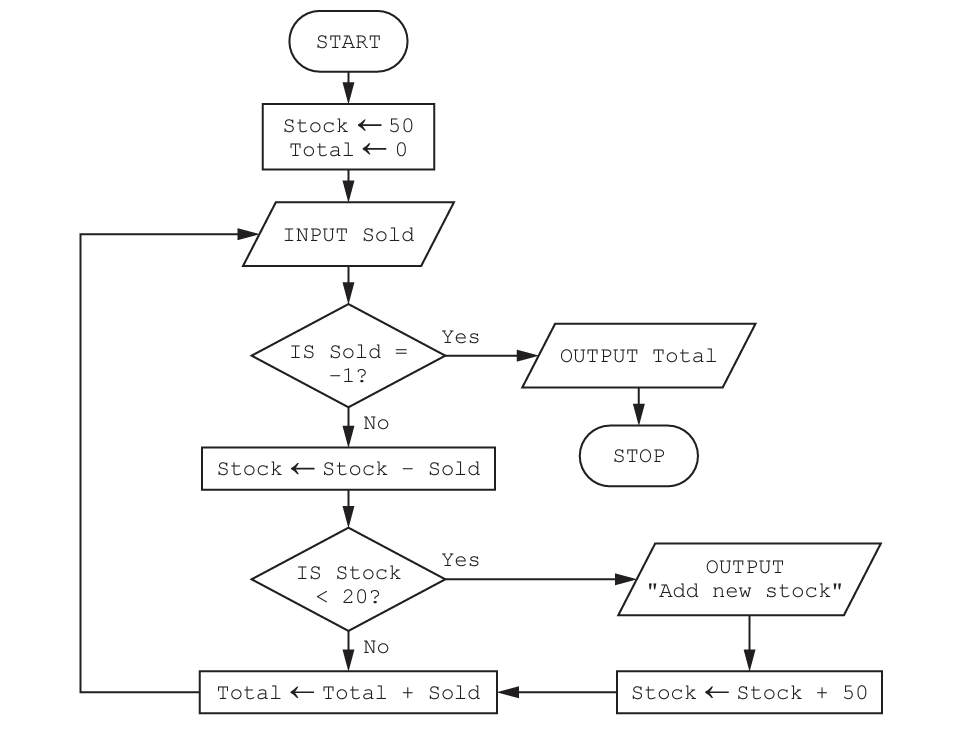 START
Stock ← 50
Total ← 0
INPUT Sold
IS Sold =
–1?
Yes
OUTPUT Total
No
STOP
Stock ← Stock – Sold
IS Stock
< 20?
Yes
OUTPUT
"Add new stock"
No
Total ← Total + Sold
Stock ← Stock + 50